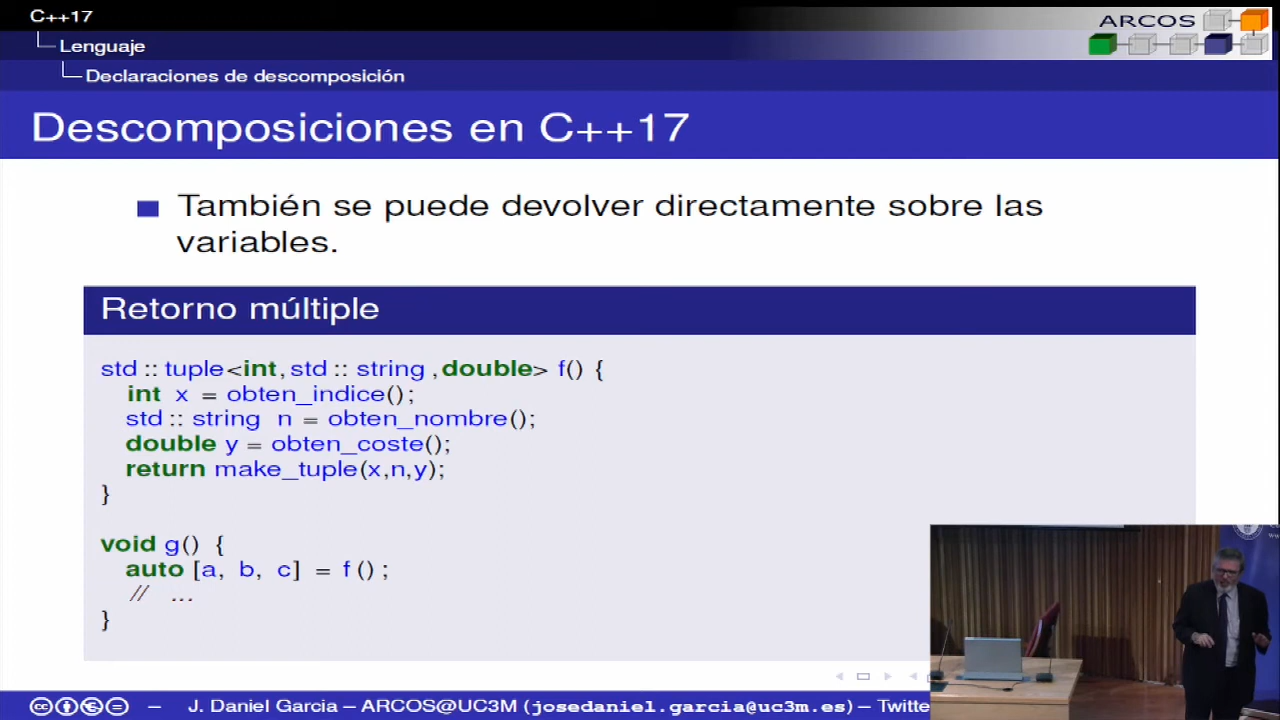 C++17
ARCOS
Lenguaje
Declaraciones de descomposición
Descomposiciones en C++17
También se puede devolver directamente sobre las
variables.
Retorno múltiple
std :: tuple<int,std :: string ,double> f() {
int x = obten_indice();
std :: string n = obten_nombre();
double y = obten_coste();
return make_tuple(x,n,y);
}
void g() {
auto [a, b, c] = f ();
// ...
}
– J. Daniel Garcia – ARCOS@UC3M (josedaniel.garcia@uc3m.es) – Twitte